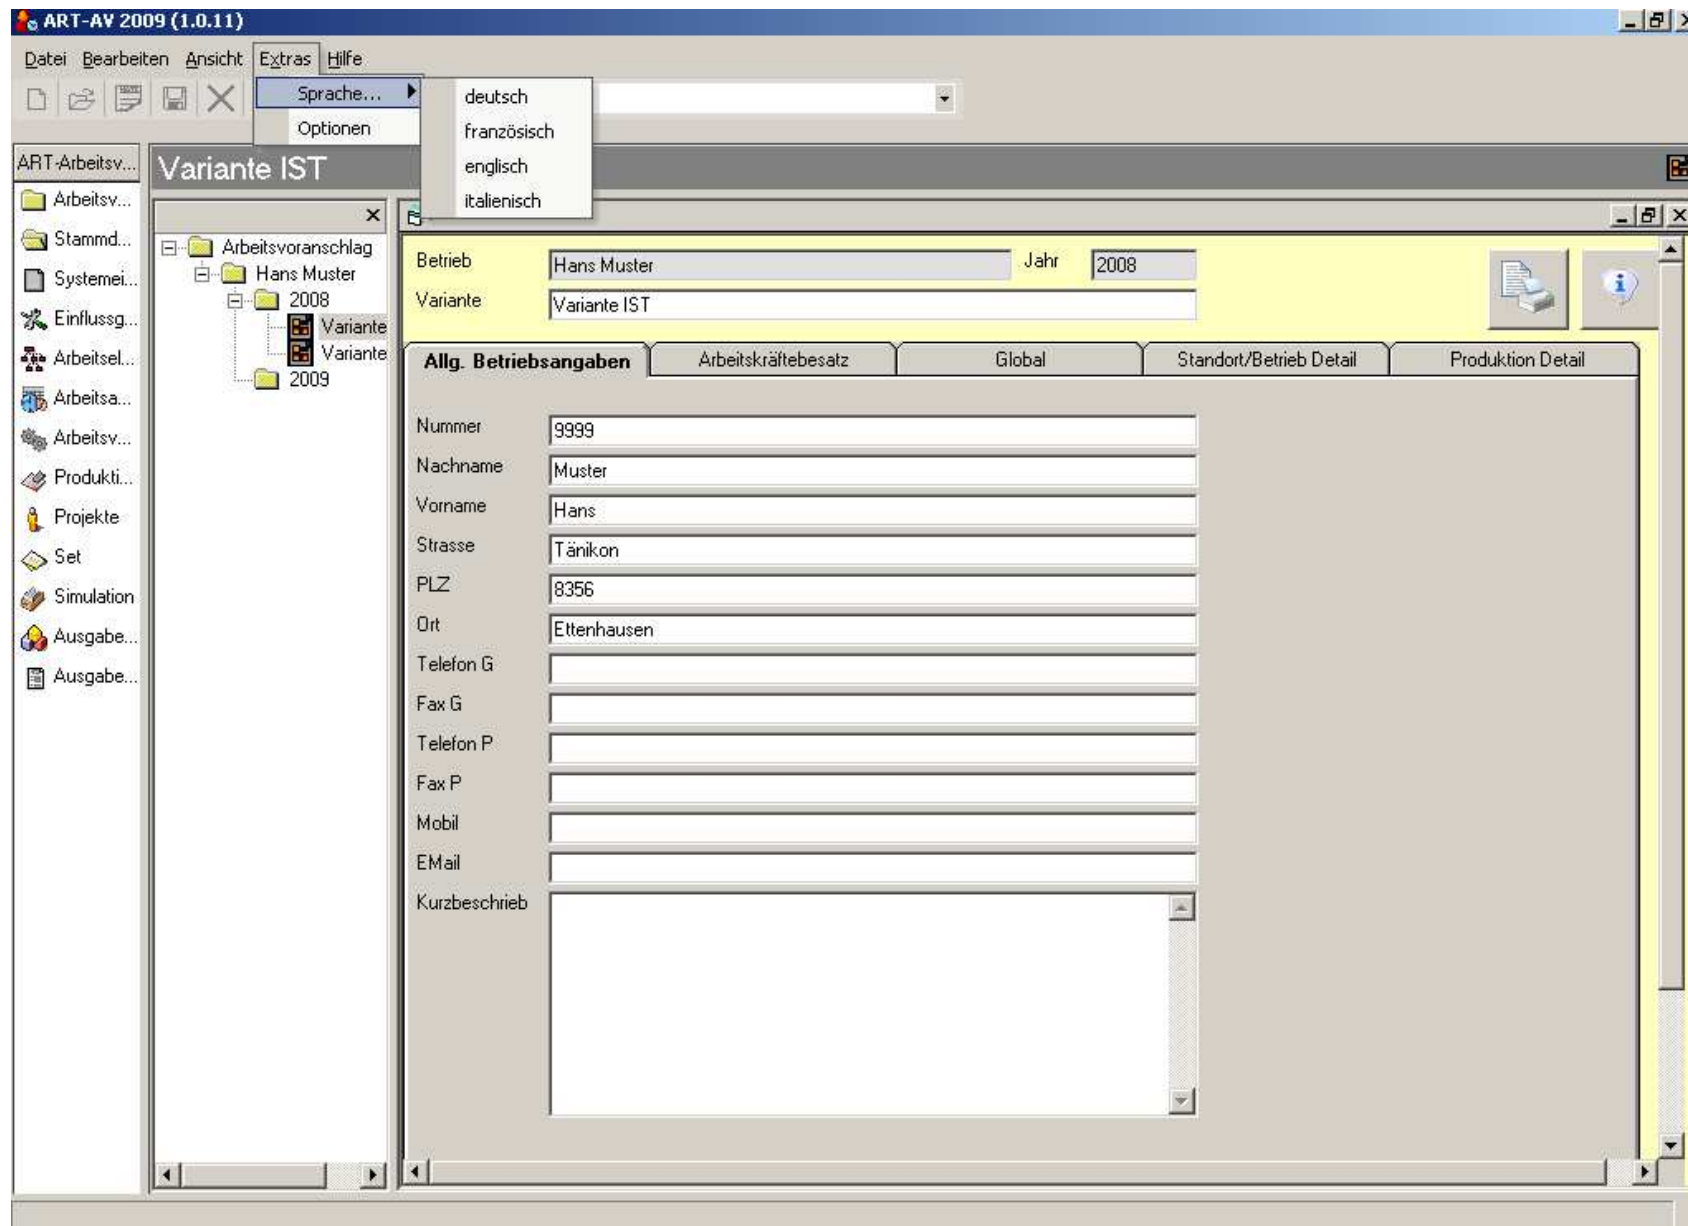 ART-AV 2009 (1.0.11)
Datei Bearbeiten Ansicht Extras Hilfe
Sprache...
Optionen
deutsch
französisch
englisch
italienisch
ART-Arbeitsv...
Arbeitsv...
Stammd...
Systemei...
Einflussg...
Arbeitsel...
Arbeitsa...
Arbeitsv...
Produkti...
Projekte
Set
Simulation
Ausgabe...
Ausgabe...
Variante IST
Arbeitsvoranschlag
Hans Muster
2008
Variante
Variante
2009
Betrieb Hans Muster Jahr 2008
Variante Variante IST
Allg. Betriebsangaben Arbeitskräftebesatz Global Standort/Betrieb Detail Produktion Detail
Nummer 9999
Nachname Muster
Vorname Hans
Strasse Tänikon
PLZ 8356
Ort Ettenhausen
Telefon G
Fax G
Telefon P
Fax P
Mobil
EMail
Kurzbeschrieb